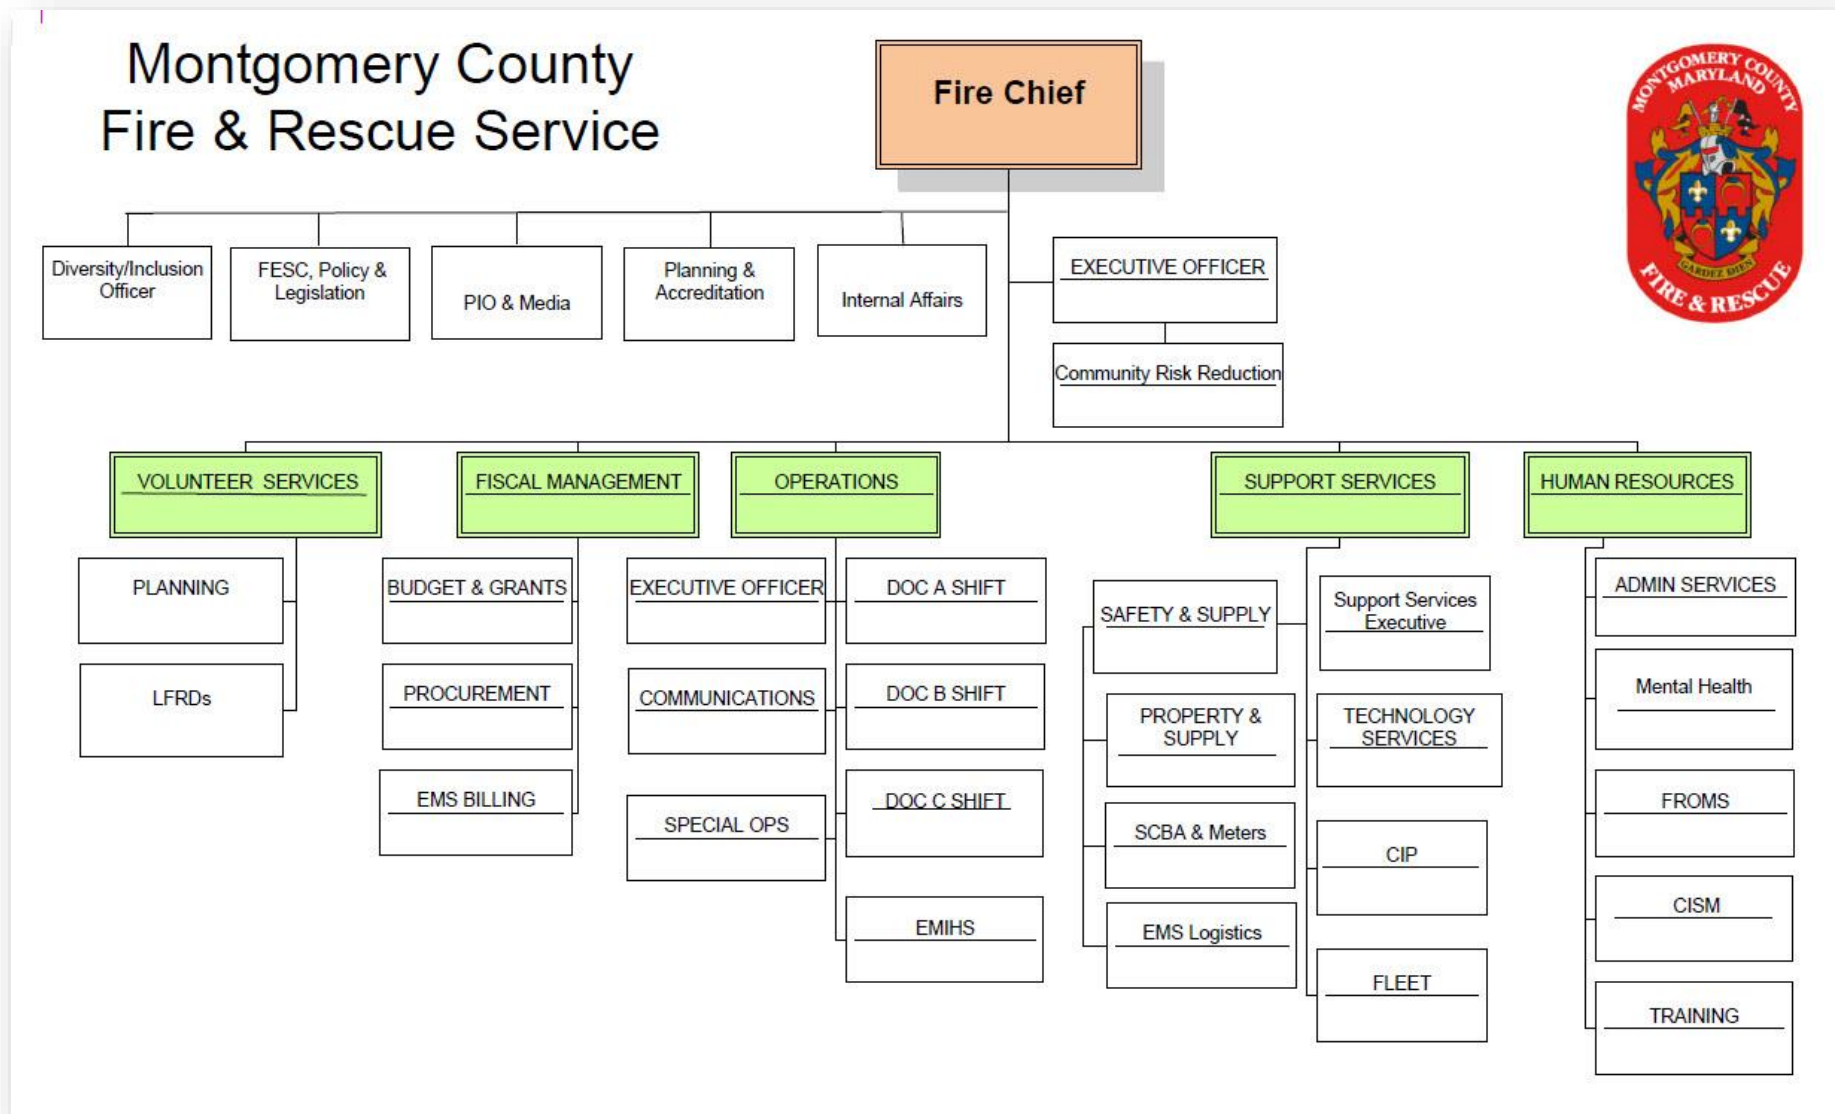 Montgomery County
Fire & Rescue Service
Fire Chief
MONTGOMERY COUNTY
MARYLAND
GARDEZ BIEN
FIRE & RESCUE
Diversity/Inclusion
Officer
FESC, Policy &
Legislation
PIO & Media
Planning &
Accreditation
Internal Affairs
EXECUTIVE OFFICER
Community Risk Reduction
VOLUNTEER SERVICES
FISCAL MANAGEMENT
OPERATIONS
SUPPORT SERVICES
HUMAN RESOURCES
PLANNING
LFRDs
BUDGET & GRANTS
PROCUREMENT
EMS BILLING
EXECUTIVE OFFICER
COMMUNICATIONS
SPECIAL OPS
DOC A SHIFT
DOC B SHIFT
DOC C SHIFT
EMIHS
SAFETY & SUPPLY
PROPERTY &
SUPPLY
SCBA & Meters
EMS Logistics
Support Services
Executive
TECHNOLOGY
SERVICES
CIP
FLEET
ADMIN SERVICES
Mental Health
FROMS
CISM
TRAINING